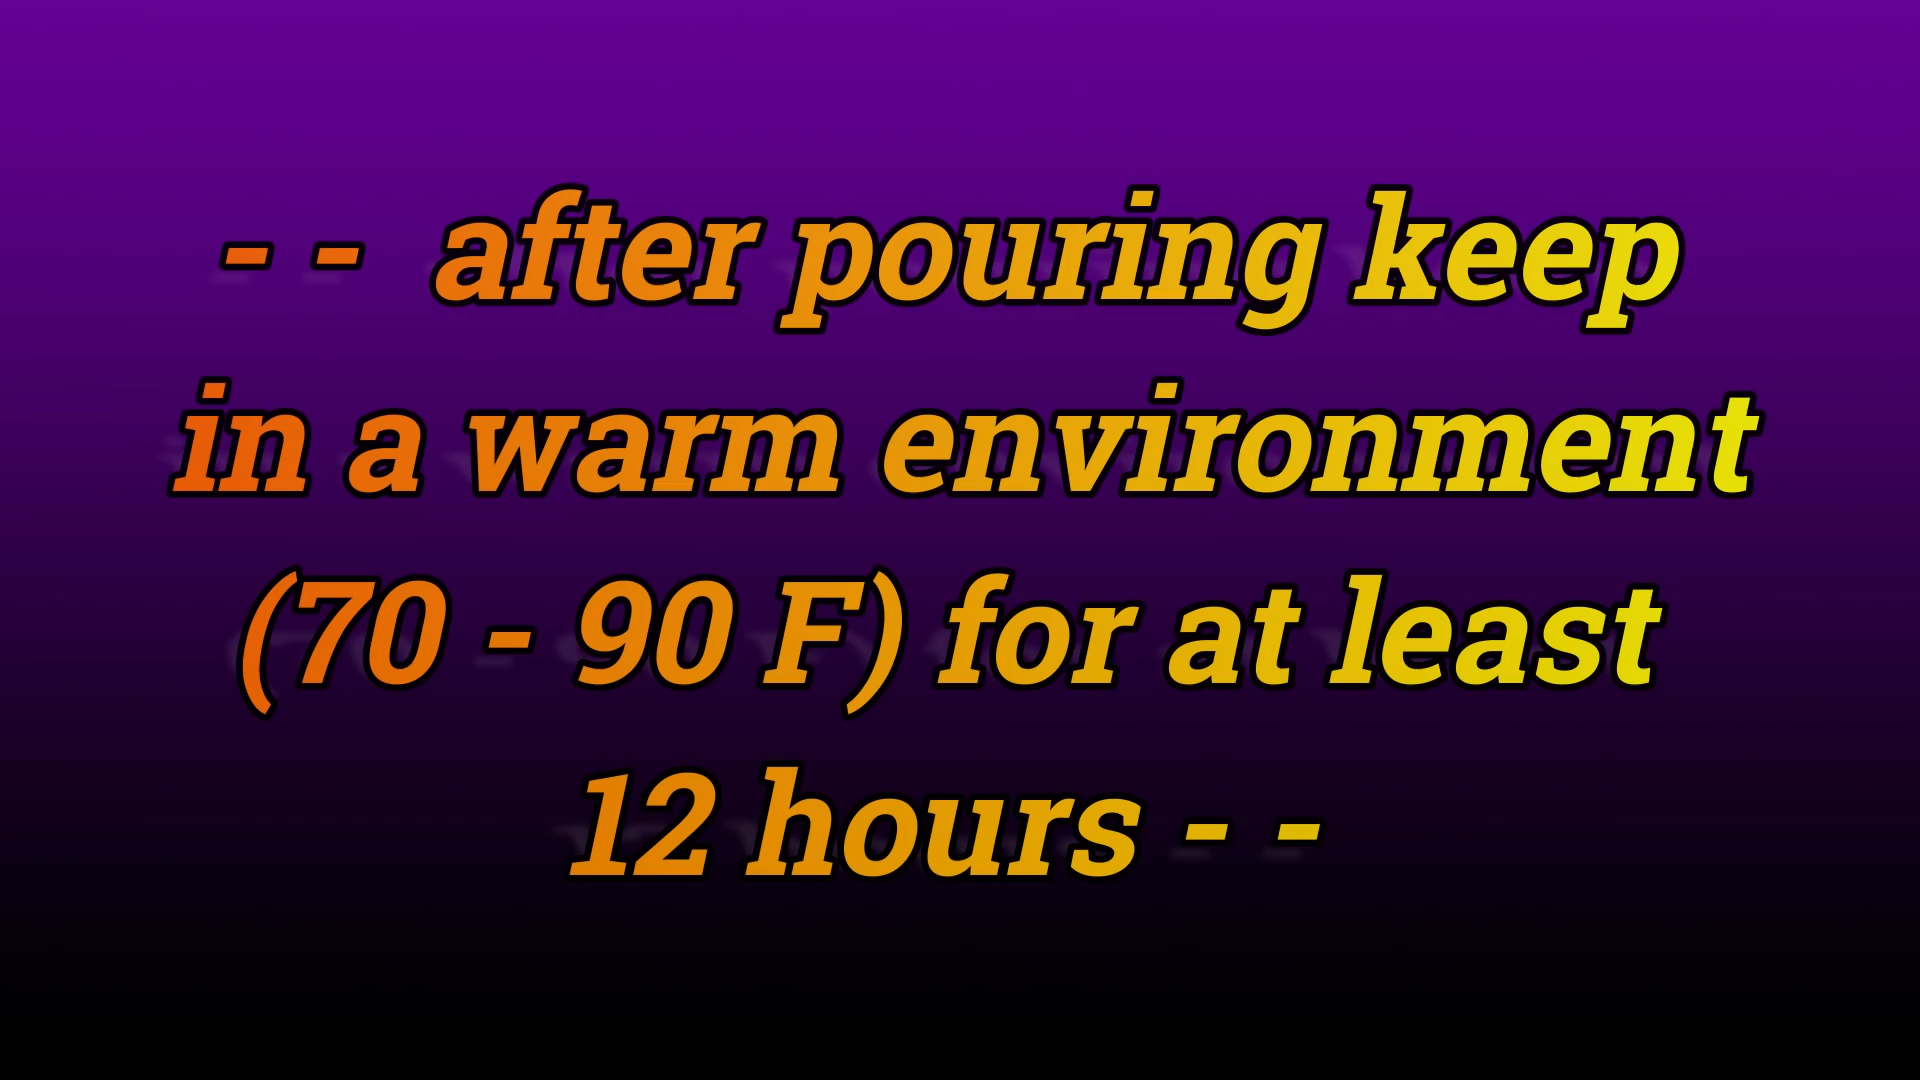 - - after pouring keep
in a warm environment
(70 - 90 F) for at least
12 hours - -